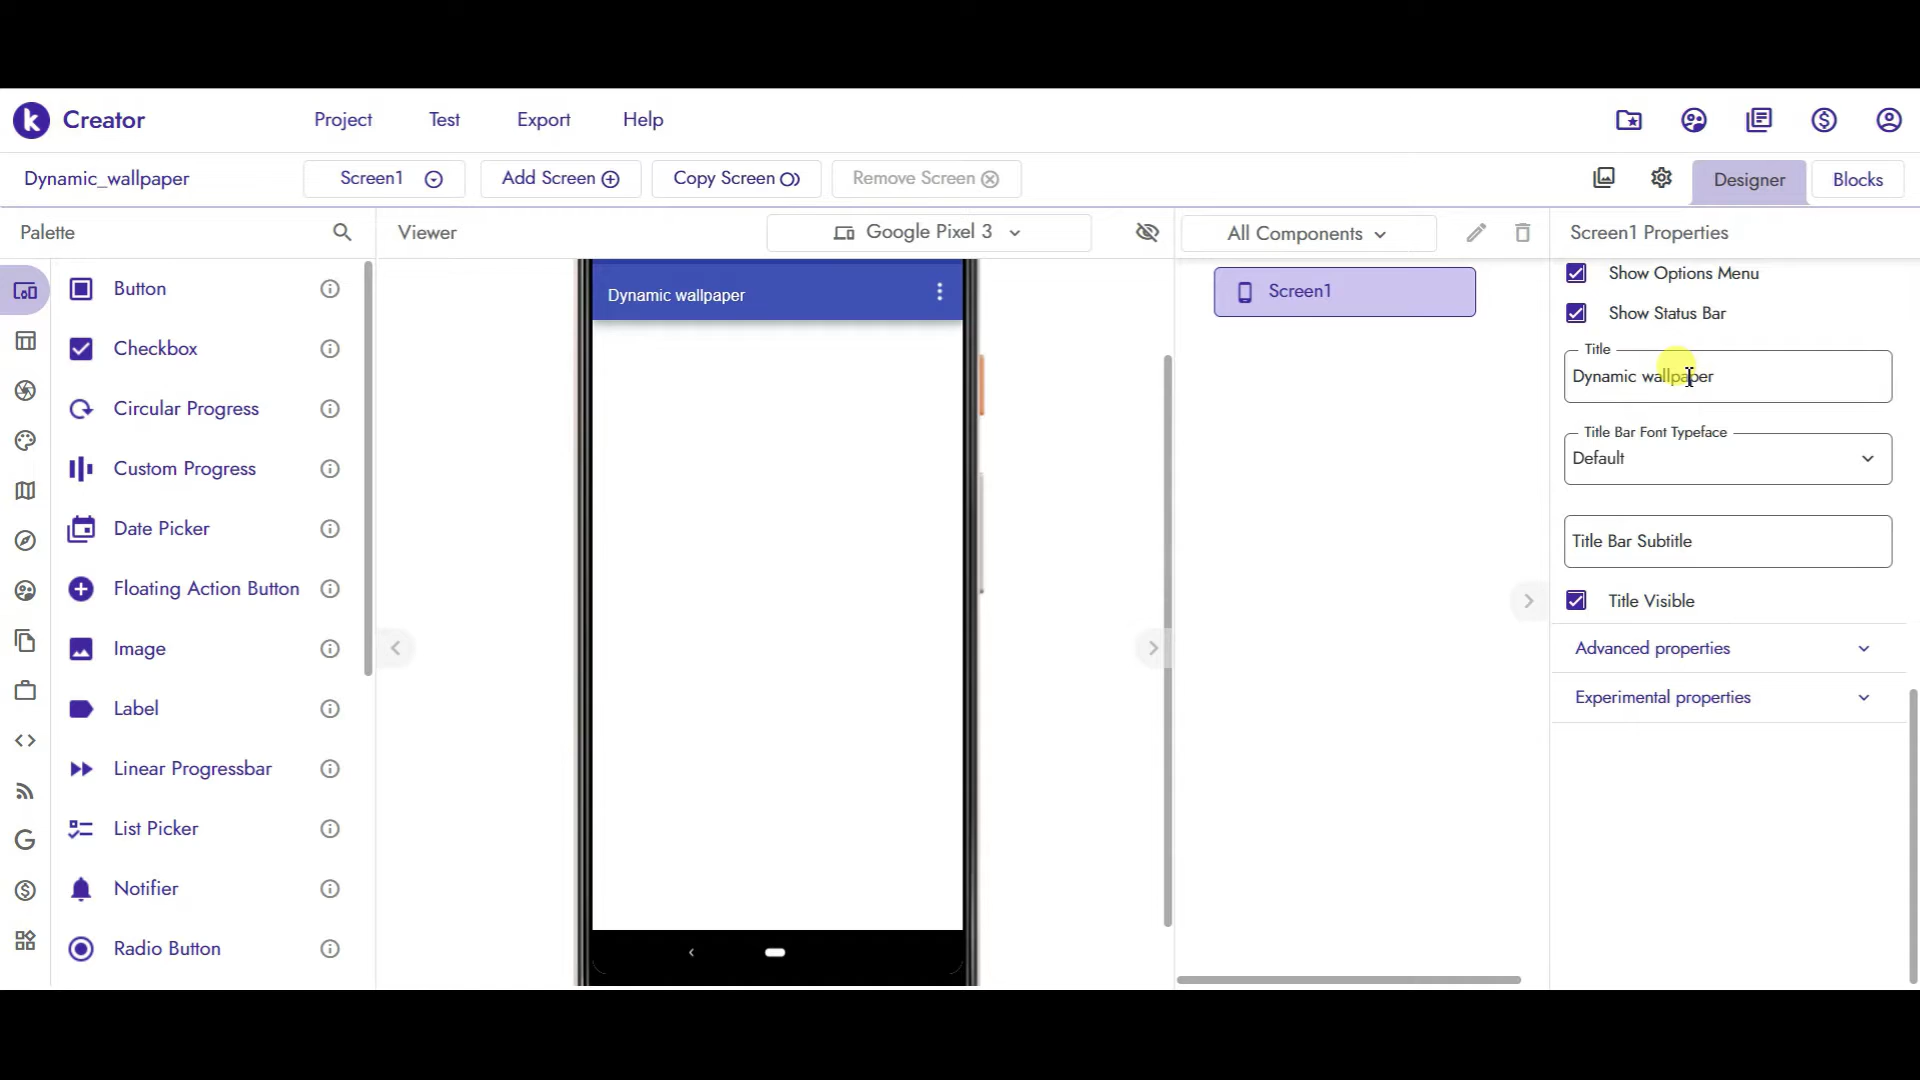 k Creator
Project Test Export Help
Dynamic_wallpaper
Screen1
Add Screen
Copy Screen
Remove Screen
Designer
Blocks
Palette
Viewer
Google Pixel 3
All Components
Screen1 Properties
Button
Checkbox
Circular Progress
Custom Progress
Date Picker
Floating Action Button
Image
Label
Linear Progressbar
List Picker
Notifier
Radio Button
Dynamic wallpaper
Screen1
Show Options Menu
Show Status Bar
Title
Dynamic wallpaper
Title Bar Font Typeface
Default
Title Bar Subtitle
Title Visible
Advanced properties
Experimental properties